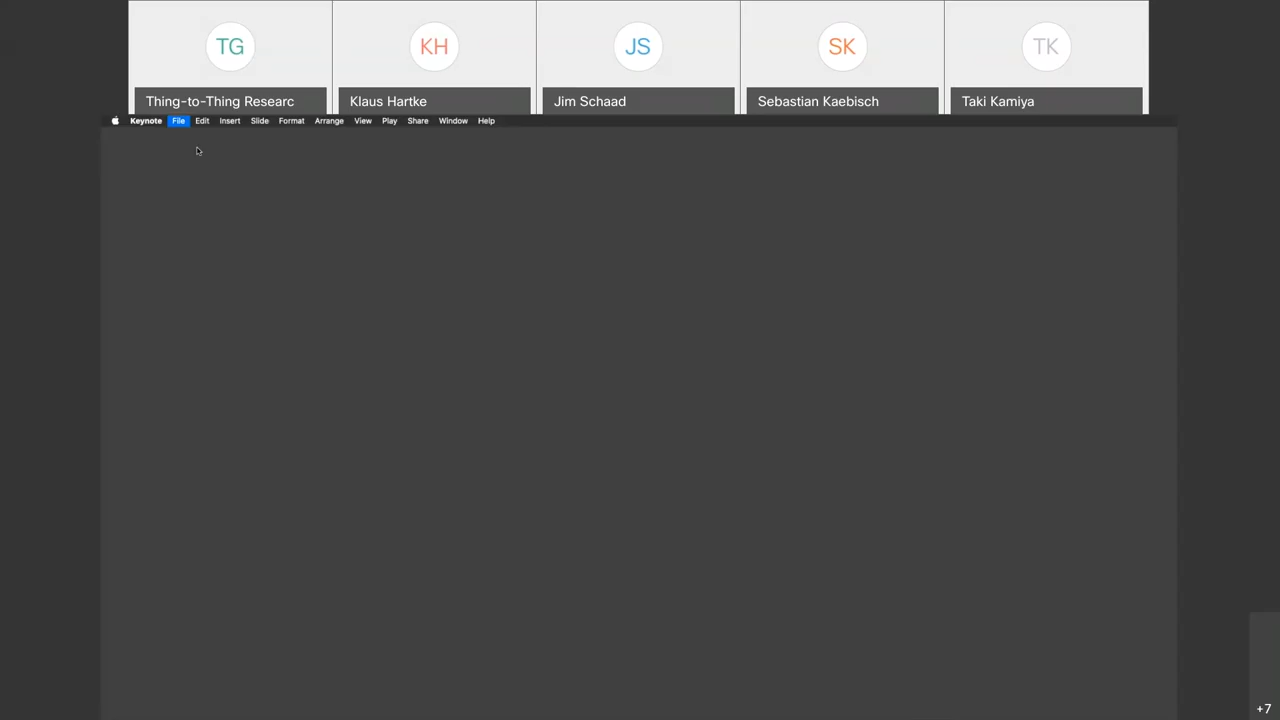 TG KH JS SK TK
Thing-to-Thing Researc Klaus Hartke Jim Schaad Sebastian Kaebisch Taki Kamiya
Keynote File Edit Insert Slide Format Arrange View Play Share Window Help
+7